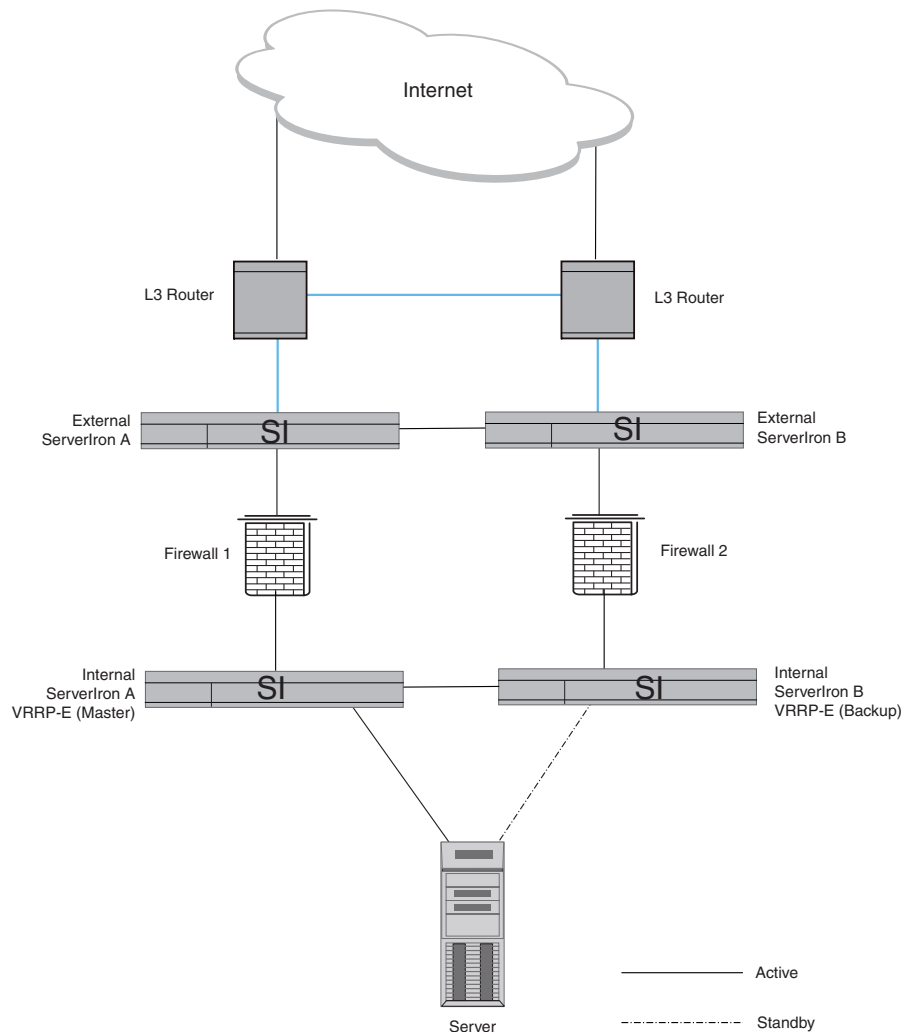 Internet
L3 Router
L3 Router
External
ServerIron A
SI
SI
External
ServerIron B
Firewall 1
Firewall 2
Internal
ServerIron A
VRRP-E (Master)
SI
SI
Internal
ServerIron B
VRRP-E (Backup)
Active
Standby
Server